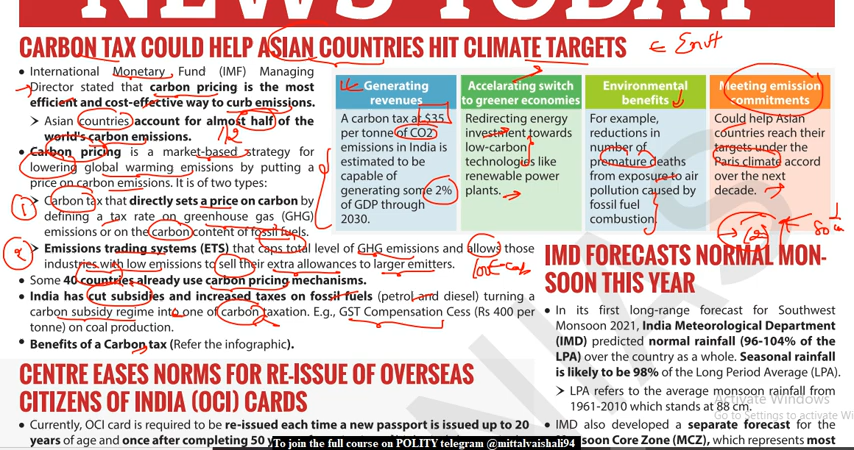 NEWS TODAY
CARBON TAX COULD HELP ASIAN COUNTRIES HIT CLIMATE TARGETS
• International Monetary Fund (IMF) Managing
Director stated that carbon pricing is the most
efficient and cost-effective way to curb emissions.
➢ Asian countries account for almost half of
the world's carbon emissions.
• Carbon pricing is a market-based strategy for
lowering global warming emissions by putting a
price on carbon emissions. It is of two types:
➢ Carbon tax that directly sets a price on carbon by
defining a tax rate on greenhouse gas (GHG)
emissions or on the carbon content of fossil fuels.
➢ Emissions trading systems (ETS) that caps total level of GHG emissions and allows those
industries with low emissions to sell their extra allowances to larger emitters.
• Some 40 countries already use carbon pricing mechanisms.
• India has cut subsidies and increased taxes on fossil fuels (petrol and diesel) turning a
carbon subsidy regime into one of carbon taxation. E.g., GST Compensation Cess (Rs 400 per
tonne) on coal production.
• Benefits of a Carbon tax (Refer the infographic).
Generating
revenues
A carbon tax at $35
per tonne of CO2
emissions in India is
estimated to be
capable of
generating some 2%
of GDP through
2030.
Accelarating switch
to greener economies
Redirecting energy
investment towards
low-carbon
technologies like
renewable power
plants.
Environmental
benefits
For example,
reductions in
number of
premature deaths
from exposure to air
pollution caused by
fossil fuel
combustion.
Meeting emission
commitments
Could help Asian
countries reach their
targets under the
Paris climate accord
over the next
decade.
CENTRE EASES NORMS FOR RE-ISSUE OF OVERSEAS
CITIZENS OF INDIA (OCI) CARDS
• Currently, OCI card is required to be re-issued each time a new passport is issued up to 20
years of age and once after completing 50
IMD FORECASTS NORMAL MON-
SOON THIS YEAR
• In its first long-range forecast for Southwest
Monsoon 2021, India Meteorological Department
(IMD) predicted normal rainfall (96-104% of the
LPA) over the country as a whole. Seasonal rainfall
is likely to be 98% of the Long Period Average (LPA).
➢ LPA refers to the average monsoon rainfall from
1961-2010 which stands at 88 cm.
• IMD also developed a separate forecast for the
Monsoon Core Zone (MCZ), which represents most
Activate Windows
Go to Settings to activate Wi
To join the full course on POLITY telegram @mittalvaishali94